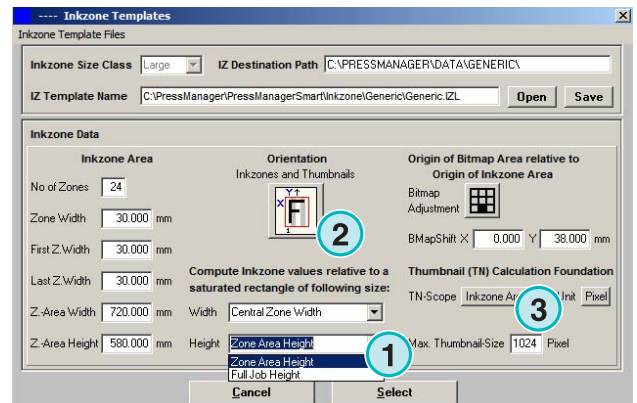 ---- Inkzone Templates
Inkzone Template Files
Inkzone Size Class Large IZ Destination Path C:\PRESSMANAGER\DATA\GENERIC\
IZ Template Name C:\PressManager\PressManagerSmart\Inkzone\Generic\Generic.IZL Open Save
Inkzone Data
Inkzone Area
No of Zones 24
Zone Width 30.000 mm
First Z.Width 30.000 mm
Last Z.Width 30.000 mm
Z.-Area Width 720.000 mm
Z.-Area Height 580.000 mm
Orientation
Inkzones and Thumbnails
Y
X F
1
2
Compute Inkzone values relative to a
saturated rectangle of following size:
Width Central Zone Width
Height Zone Area Height
Zone Area Height
Full Job Height
1
Origin of Bitmap Area relative to
Origin of Inkzone Area
Bitmap
Adjustment
BMapShift X 0.000 Y 38.000 mm
Thumbnail (TN) Calculation Foundation
TN-Scope Inkzone Pixel
3
Max. Thumbnail-Size 1024 Pixel
Cancel Select